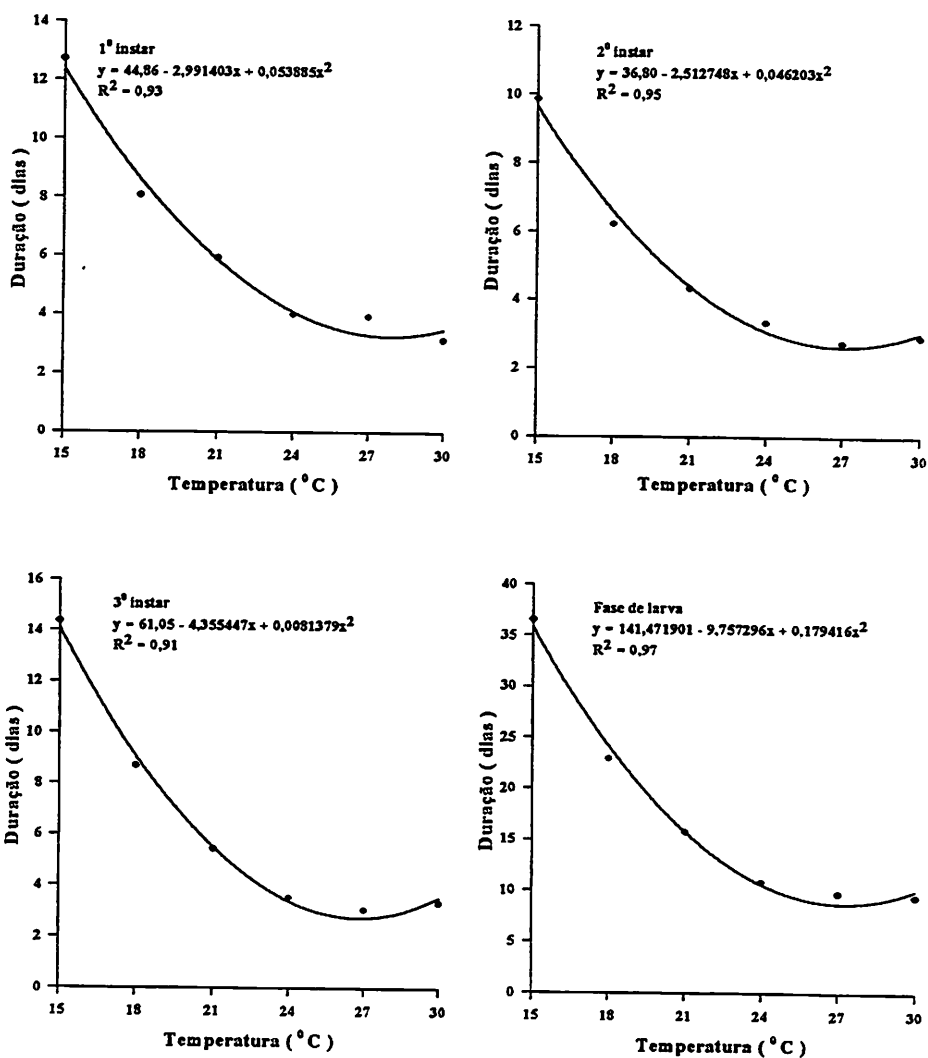 14
12
10
8
6
4
2
0
1º instar
y = 44,86 - 2,991403x + 0,053885x²
R² = 0,93
Duração ( dias )
15 18 21 24 27 30
Temperatura ( ⁰C )
12
10
8
6
4
2
0
2º instar
y = 36,80 - 2,512748x + 0,046203x²
R² = 0,95
Duração ( dias )
15 18 21 24 27 30
Temperatura ( ⁰C )
16
14
12
10
8
6
4
2
0
3º instar
y = 61,05 - 4,355447x + 0,0081379x²
R² = 0,91
Duração ( dias )
15 18 21 24 27 30
Temperatura ( ⁰C )
40
35
30
25
20
15
10
5
0
Fase de larva
y = 141,471901 - 9,757296x + 0,179416x²
R² = 0,97
Duração ( dias )
15 18 21 24 27 30
Temperatura ( ⁰C )